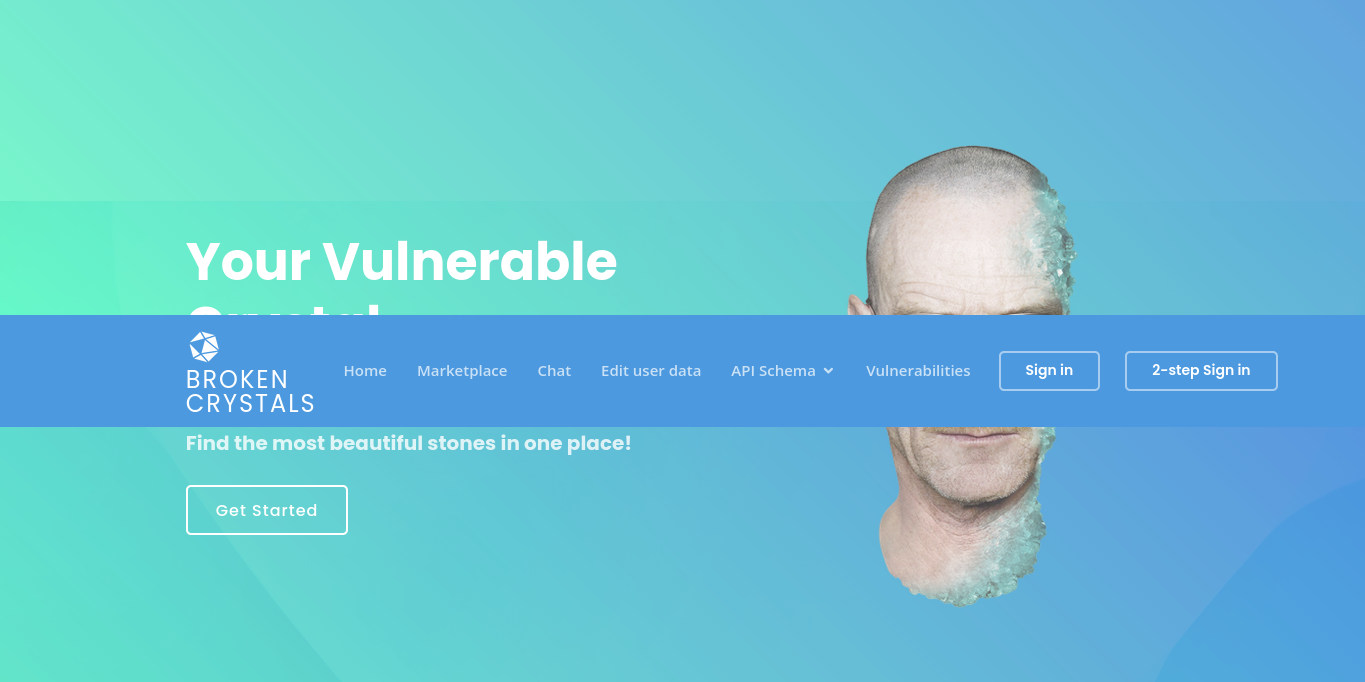 Your Vulnerable
BROKEN
CRYSTALS
Home
Marketplace
Chat
Edit user data
API Schema
Vulnerabilities
Sign in
2-step Sign in
Find the most beautiful stones in one place!
Get Started